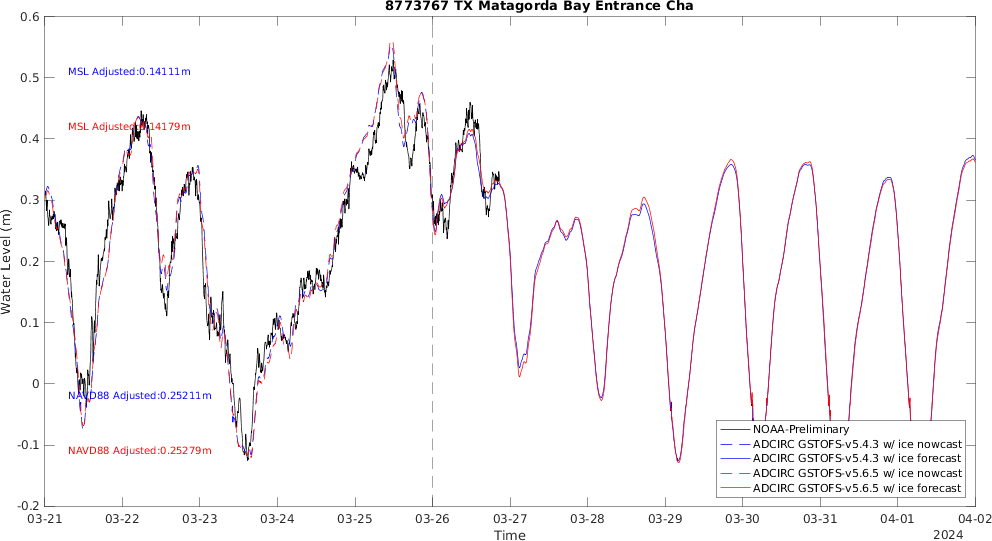 8773767 TX Matagorda Bay Entrance Cha
0.6
0.5
0.4
0.3
0.2
0.1
0
-0.1
-0.2
Water Level (m)
MSL Adjusted:0.14111m
MSL Adjusted:0.14179m
NAVD88 Adjusted:0.25211m
NAVD88 Adjusted:0.25279m
NOAA-Preliminary
ADCIRC GSTOFS-v5.4.3 w/ ice nowcast
ADCIRC GSTOFS-v5.4.3 w/ ice forecast
ADCIRC GSTOFS-v5.6.5 w/ ice nowcast
ADCIRC GSTOFS-v5.6.5 w/ ice forecast
03-21 03-22 03-23 03-24 03-25 03-26 03-27 03-28 03-29 03-30 03-31 04-01 04-02
Time
2024